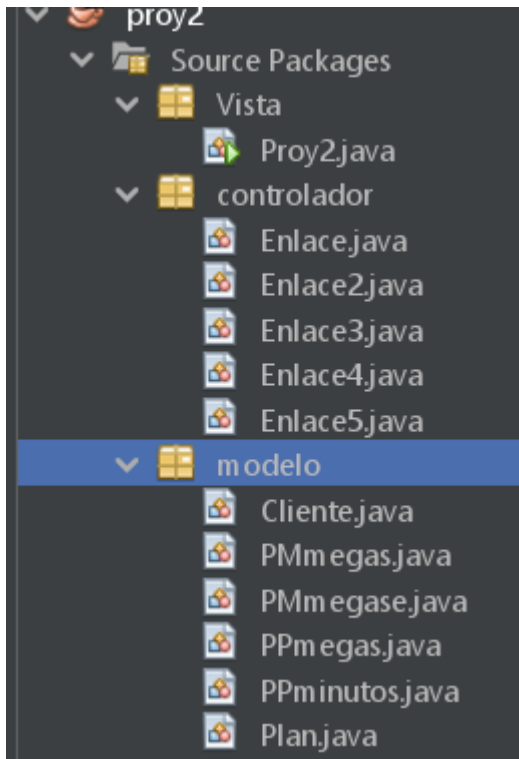 proy2
Source Packages
Vista
Proy2.java
controlador
Enlace.java
Enlace2.java
Enlace3.java
Enlace4.java
Enlace5.java
modelo
Cliente.java
PMmegas.java
PMmegase.java
PPmegas.java
PPminutos.java
Plan.java